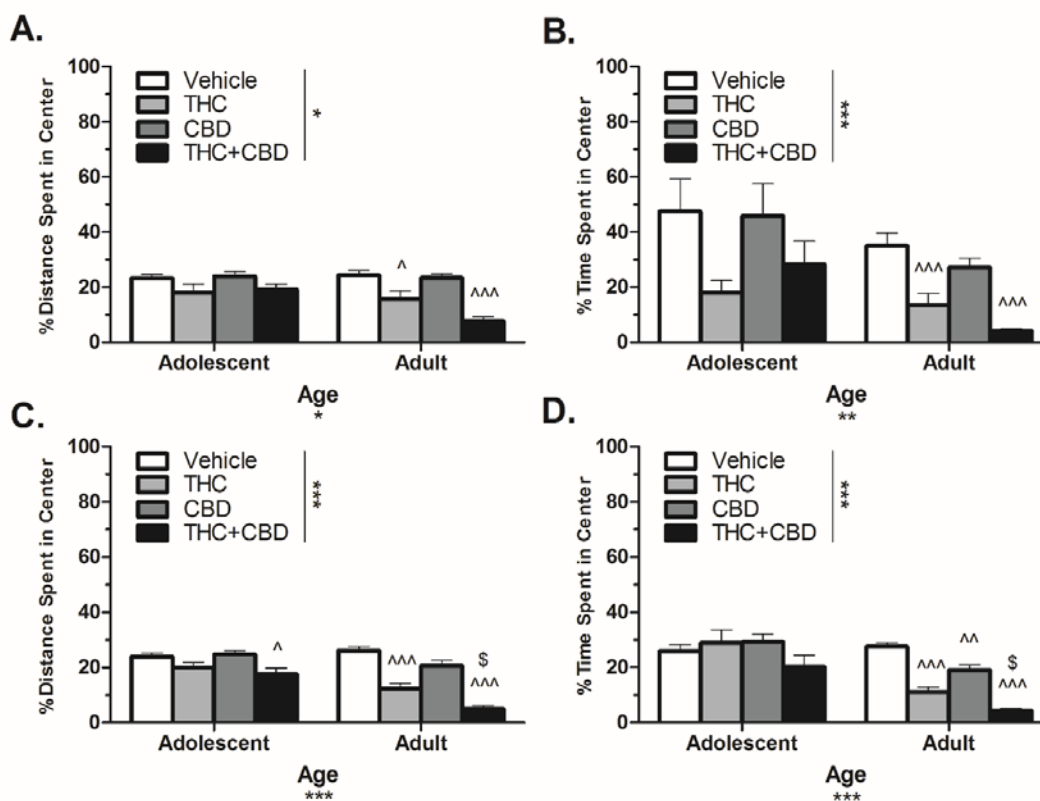 A.
%Distance Spent in Center
100
80
60
40
20
0
Vehicle
THC
CBD
THC+CBD
*
^
^^^
Adolescent
Adult
Age
*
B.
%Time Spent in Center
100
80
60
40
20
0
Vehicle
THC
CBD
THC+CBD
***
^^^
^^^
Adolescent
Adult
Age
**
C.
%Distance Spent in Center
100
80
60
40
20
0
Vehicle
THC
CBD
THC+CBD
***
^
^^^
$
^^^
Adolescent
Adult
Age
***
D.
%Time Spent in Center
100
80
60
40
20
0
Vehicle
THC
CBD
THC+CBD
***
^^^
^^
$
^^^
Adolescent
Adult
Age
***